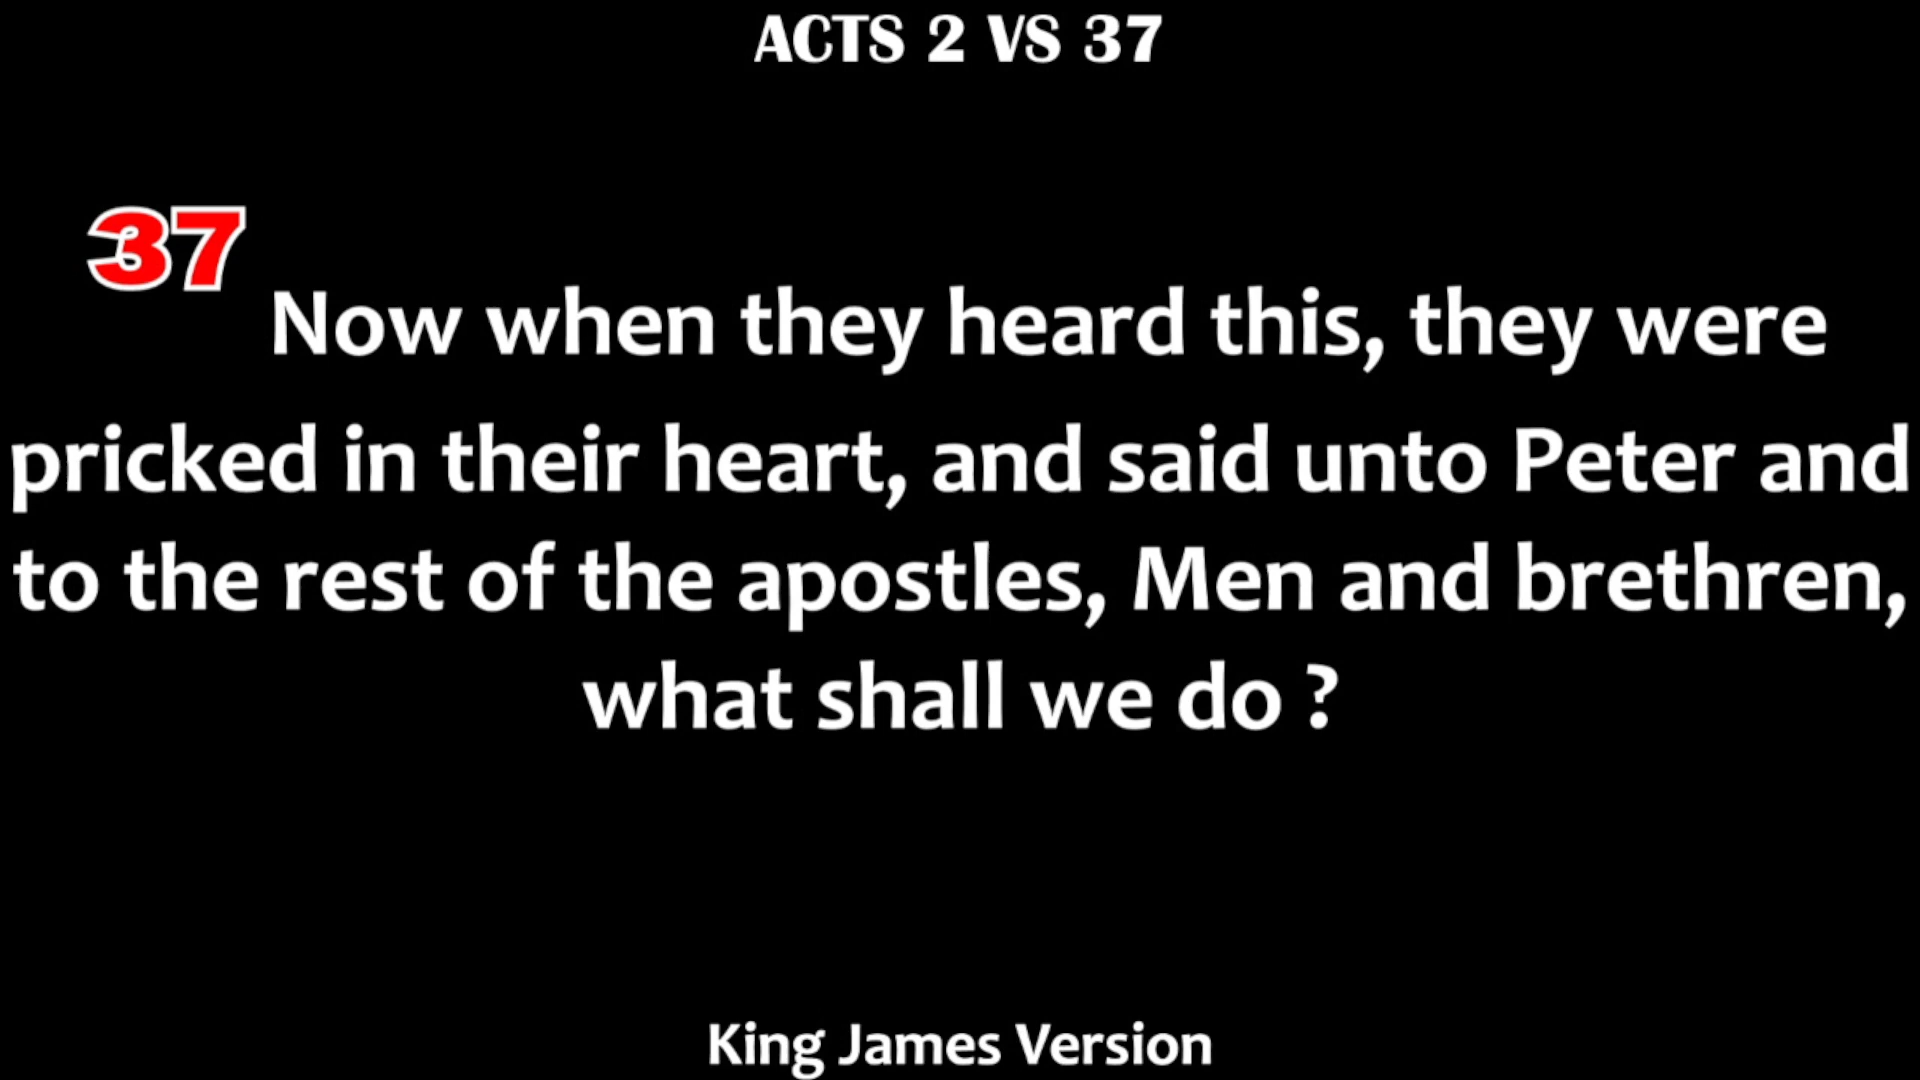 ACTS 2 VS 37
37 Now when they heard this, they were
pricked in their heart, and said unto Peter and
to the rest of the apostles, Men and brethren,
what shall we do ?
King James Version